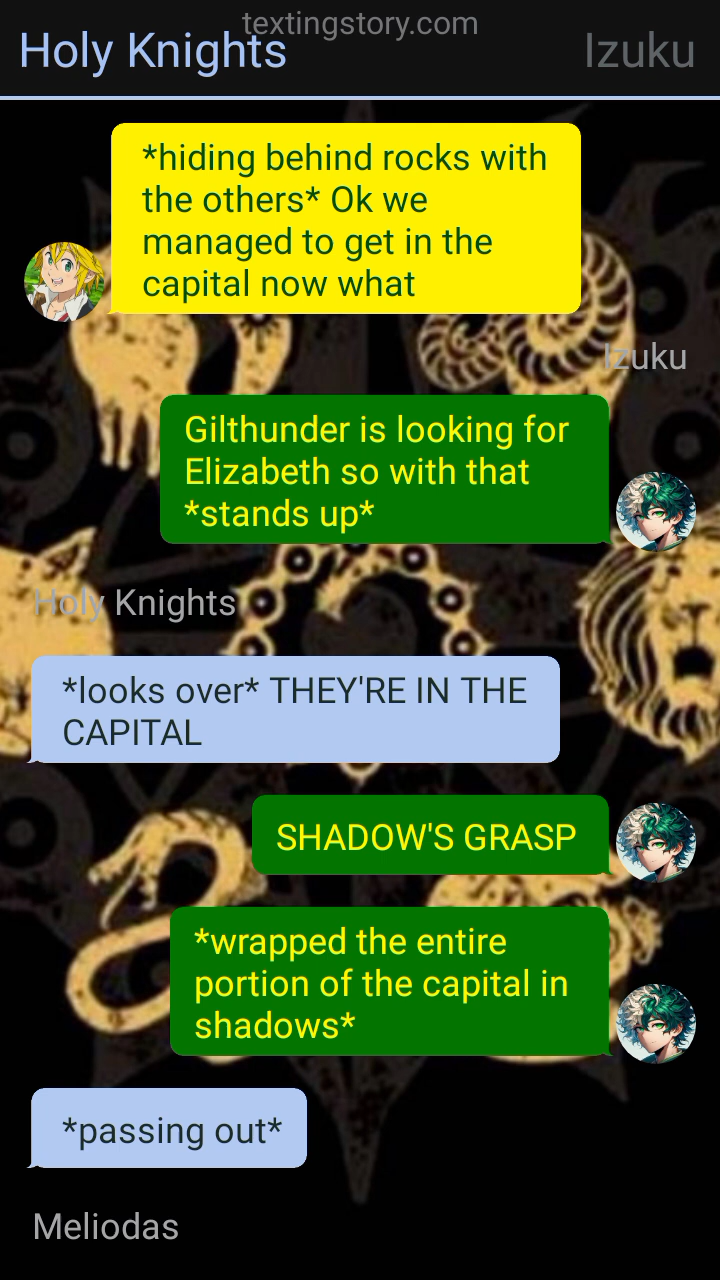 textingstory.com
Holy Knights
Izuku
*hiding behind rocks with
the others* Ok we
managed to get in the
capital now what
Izuku
Gilthunder is looking for
Elizabeth so with that
*stands up*
Holy Knights
*looks over* THEY'RE IN THE
CAPITAL
SHADOW'S GRASP
*wrapped the entire
portion of the capital in
shadows*
*passing out*
Meliodas